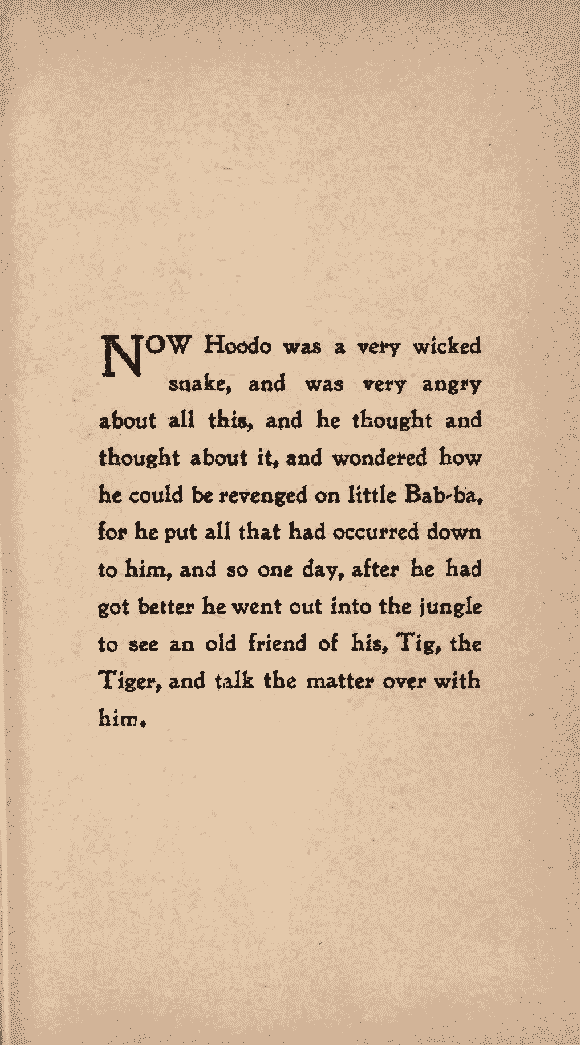 NOW Hoodo was a very wicked
snake, and was very angry
about all this, and he thought and
thought about it, and wondered how
he could be revenged on little Bab-ba,
for he put all that had occurred down
to him, and so one day, after he had
got better he went out into the jungle
to see an old friend of his, Tig, the
Tiger, and talk the matter over with
him.